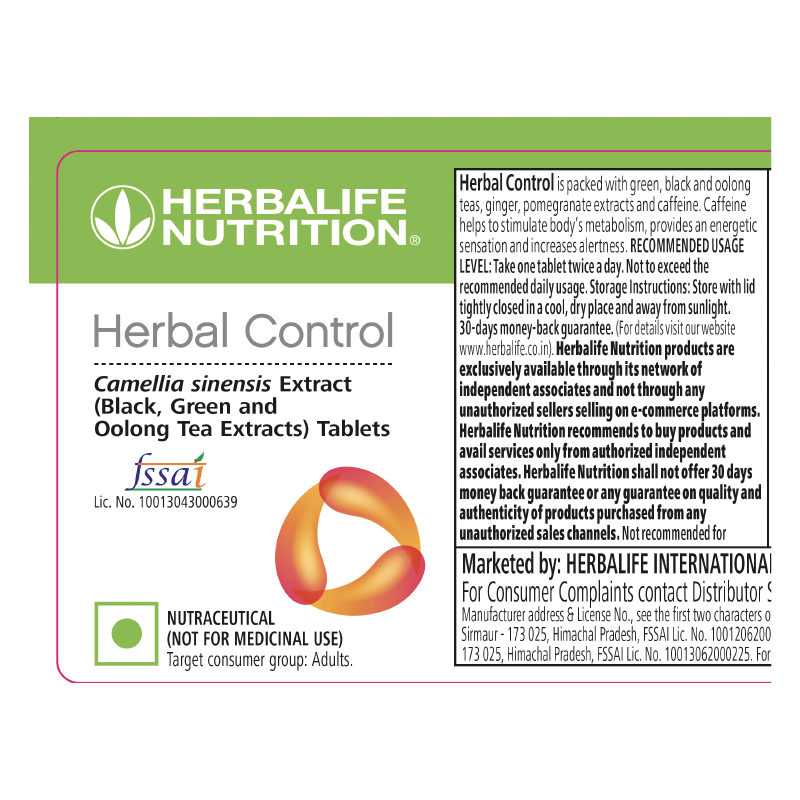 HERBALIFE
NUTRITION®
Herbal Control
Camellia sinensis Extract
(Black, Green and
Oolong Tea Extracts) Tablets
fssai
Lic. No. 10013043000639
NUTRACEUTICAL
(NOT FOR MEDICINAL USE)
Target consumer group: Adults.
Herbal Control is packed with green, black and oolong
teas, ginger, pomegranate extracts and caffeine. Caffeine
helps to stimulate body's metabolism, provides an energetic
sensation and increases alertness. RECOMMENDED USAGE
LEVEL: Take one tablet twice a day. Not to exceed the
recommended daily usage. Storage Instructions: Store with lid
tightly closed in a cool, dry place and away from sunlight.
30-days money-back guarantee. (For details visit our website
www.herbalife.co.in). Herbalife Nutrition products are
exclusively available through its network of
independent associates and not through any
unauthorized sellers selling on e-commerce platforms.
Herbalife Nutrition recommends to buy products and
avail services only from authorized independent
associates. Herbalife Nutrition shall not offer 30 days
money back guarantee or any guarantee on quality and
authenticity of products purchased from any
unauthorized sales channels. Not recommended for
Marketed by: HERBALIFE INTERNATIONAL
For Consumer Complaints contact Distributor S
Manufacturer address & License No., see the first two characters o
Sirmaur - 173 025, Himachal Pradesh, FSSAI Lic. No. 1001206200
173 025, Himachal Pradesh, FSSAI Lic. No. 10013062000225. For